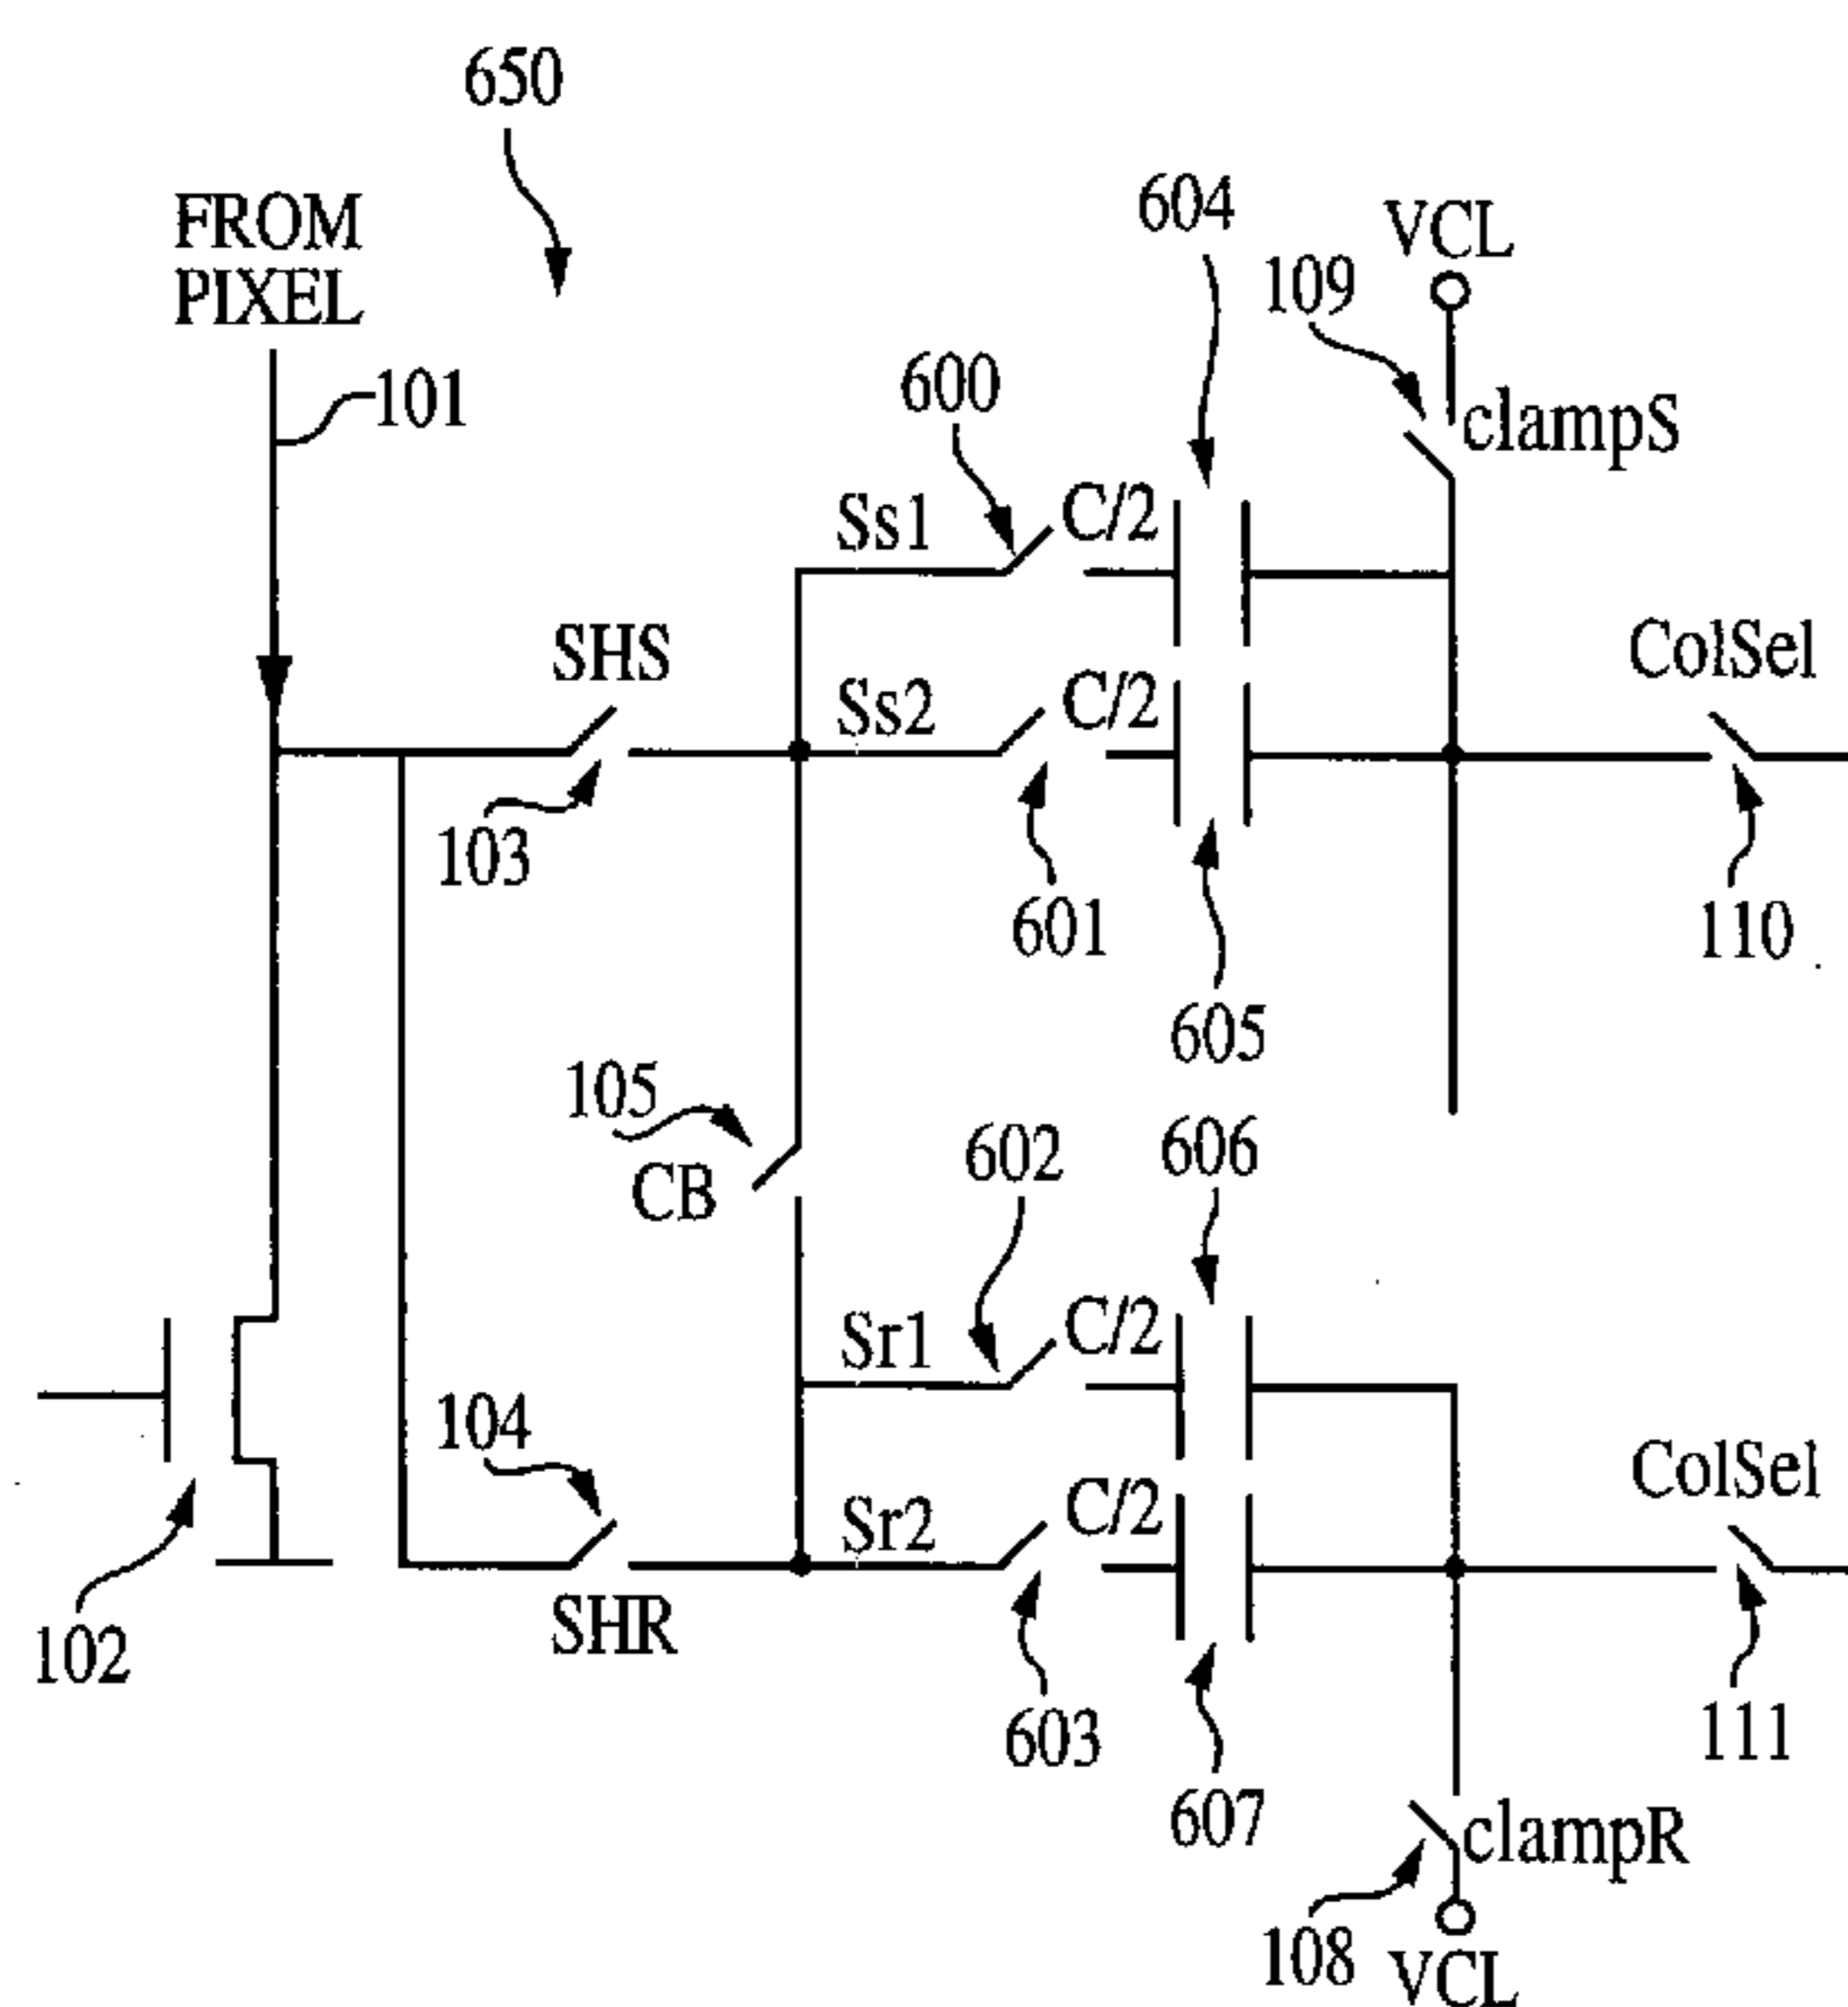 650
FROM
PIXEL
101
604
VCL
109
clampS
600
Ss1
C/2
SHS
Ss2
C/2
ColSel
103
601
110
605
105
CB
602
606
Sr1
C/2
104
Sr2
C/2
ColSel
SHR
102
603
607
111
clampR
108
VCL